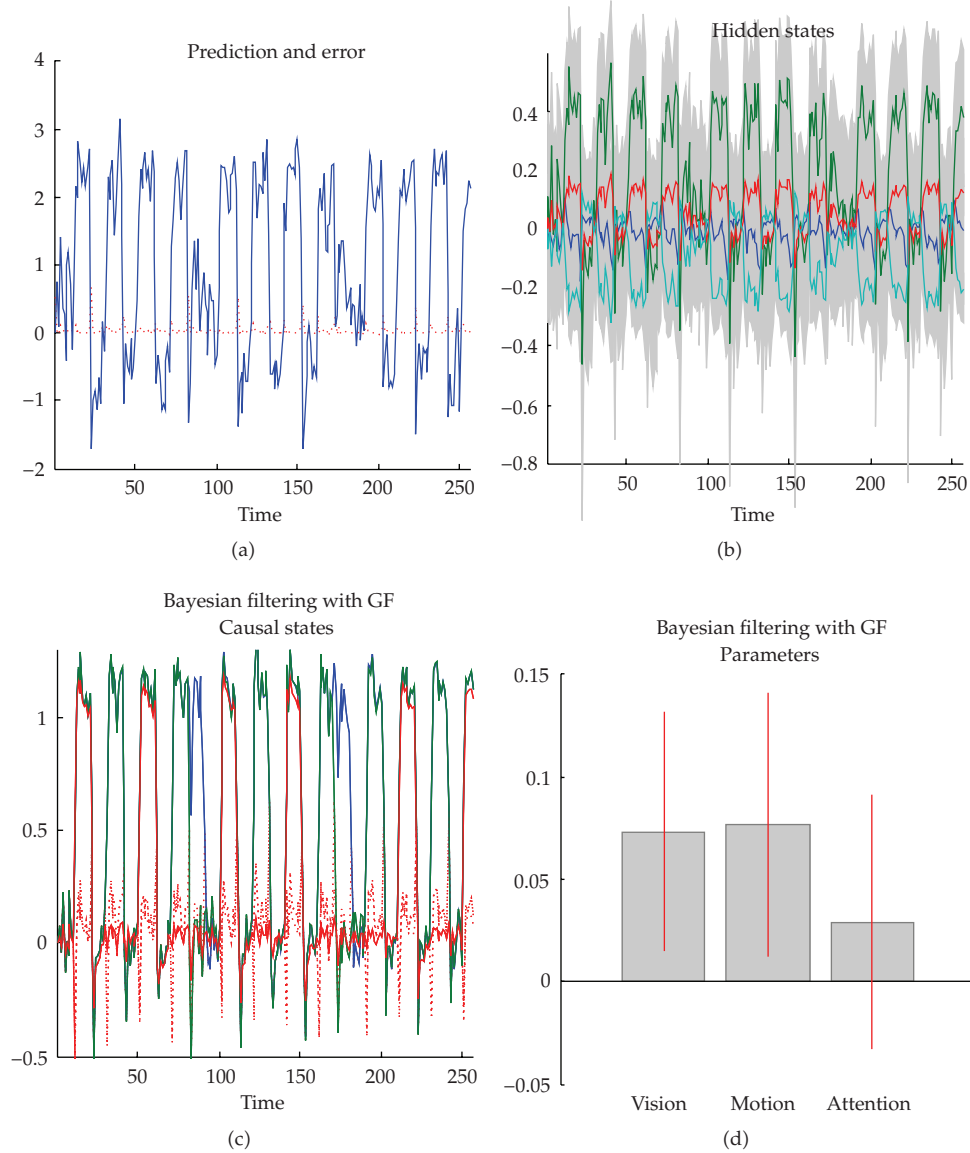 Prediction and error
4
3
2
1
0
−1
−2
50 100 150 200 250
Time
(a)
Hidden states
0.4
0.2
0
−0.2
−0.4
−0.6
−0.8
50 100 150 200 250
Time
(b)
Bayesian filtering with GF
Causal states
1
0.5
0
−0.5
50 100 150 200 250
Time
(c)
Bayesian filtering with GF
Parameters
0.15
0.1
0.05
0
−0.05
Vision Motion Attention
(d)